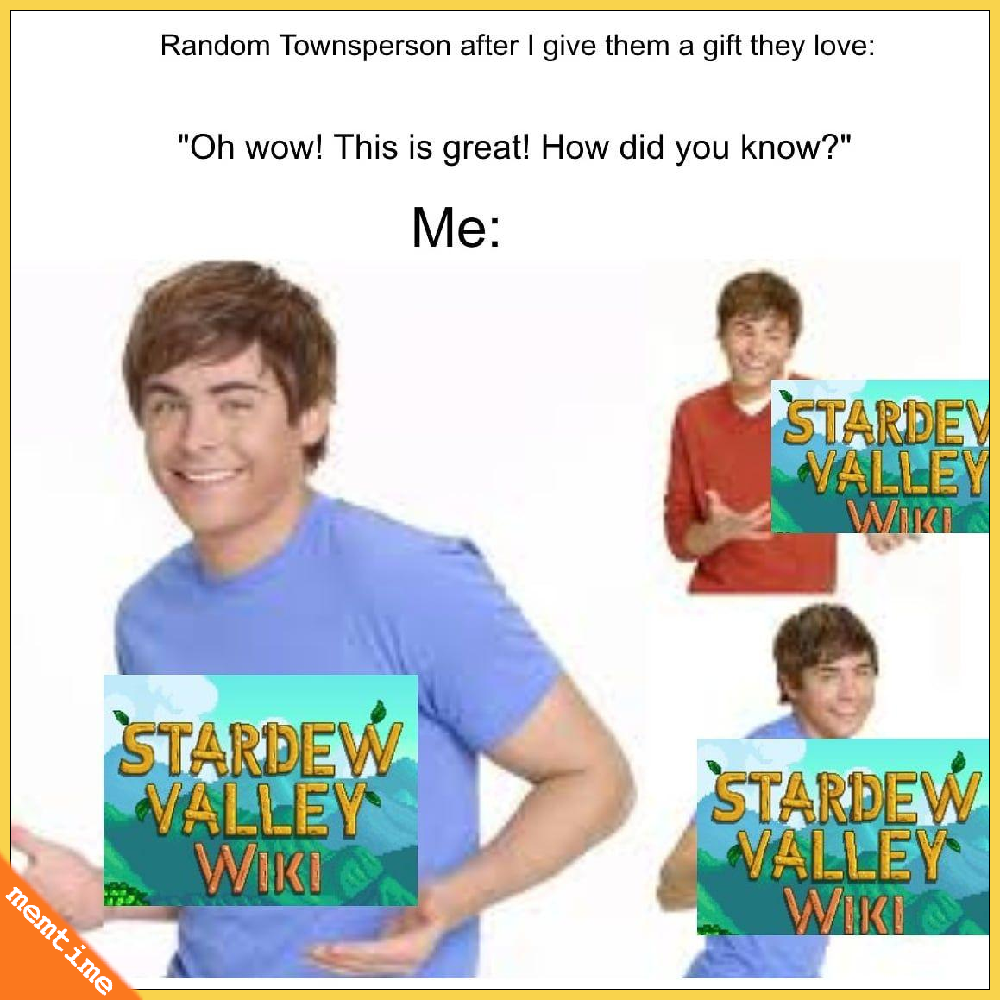 Random Townsperson after I give them a gift they love:
"Oh wow! This is great! How did you know?"
Me:
STARDEW
VALLEY
WIKI
STARDEW
VALLEY
WIKI
STARDEW
VALLEY
WIKI
memtime